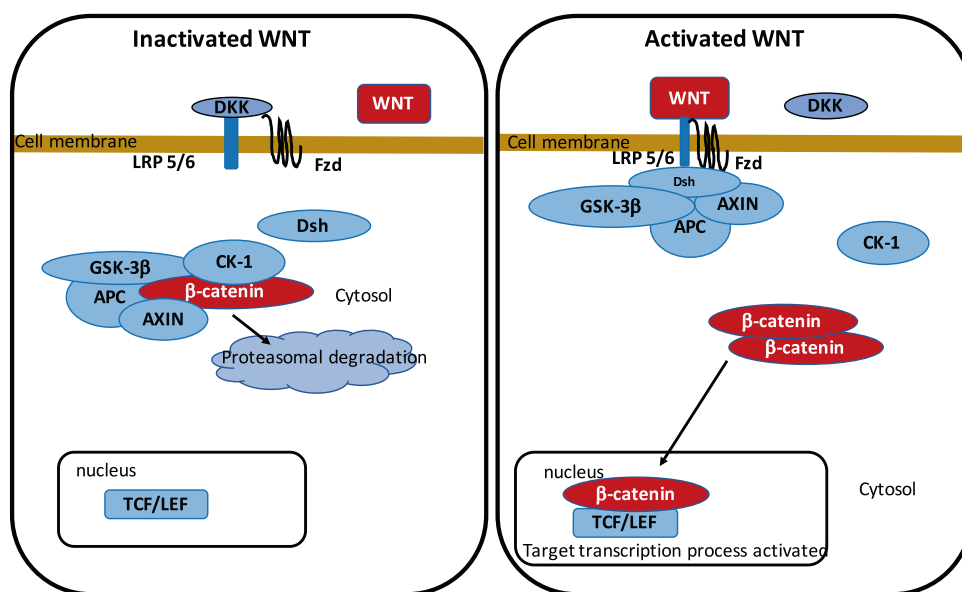 Inactivated WNT
DKK
WNT
Cell membrane
LRP 5/6
Fzd
Dsh
GSK-3β
CK-1
APC
β-catenin
AXIN
Cytosol
Proteasomal degradation
nucleus
TCF/LEF
Activated WNT
WNT
DKK
Cell membrane
LRP 5/6
Fzd
Dsh
GSK-3β
AXIN
APC
CK-1
β-catenin
β-catenin
nucleus
β-catenin
Cytosol
TCF/LEF
Target transcription process activated